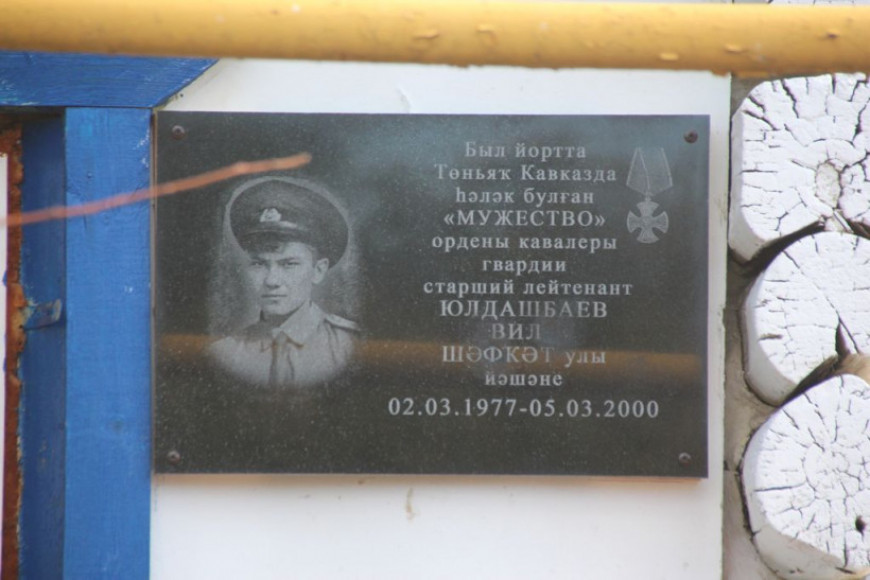 Был йортта
Төньяҡ Кавказда
һәләк булған
«МУЖЕСТВО»
ордены кавалеры
гвардии
старший лейтенант
ЮЛДАШБАЕВ
ВИЛ
ШӘФКӘТ улы
йәшәне
02.03.1977-05.03.2000